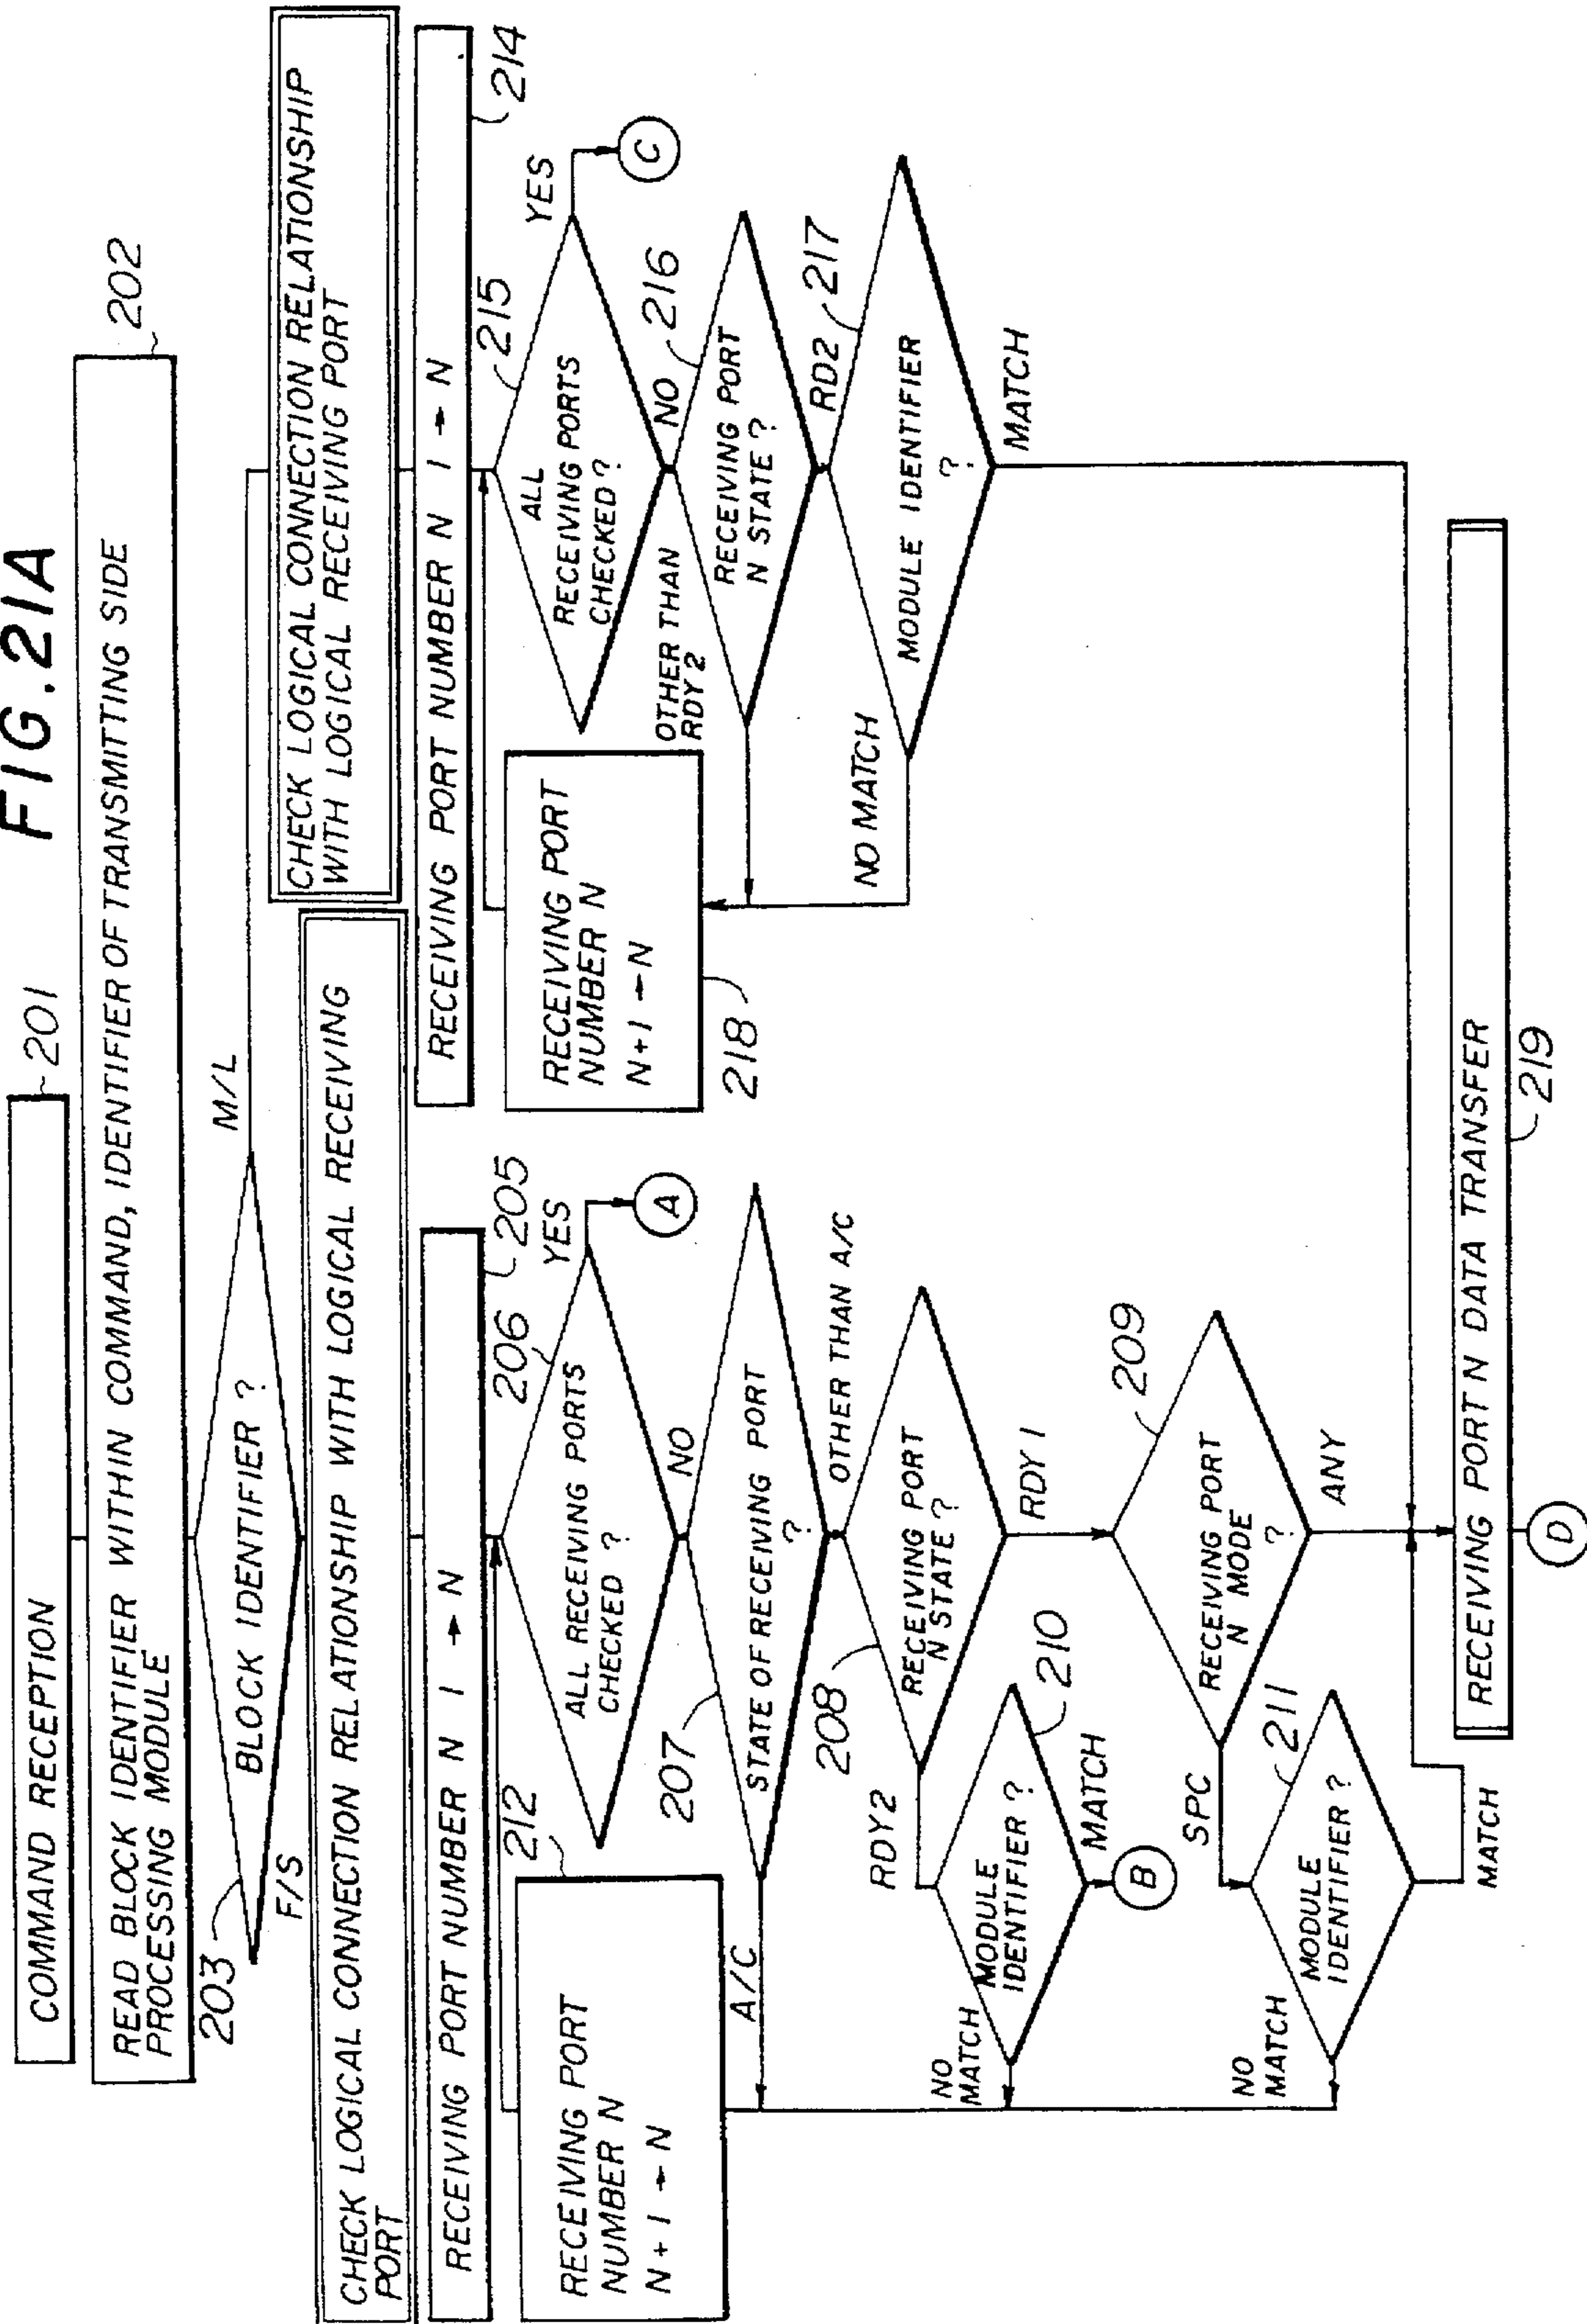 FIG.21A
COMMAND RECEPTION
201
READ BLOCK IDENTIFIER WITHIN COMMAND, IDENTIFIER OF TRANSMITTING SIDE
PROCESSING MODULE
202
203
BLOCK IDENTIFIER ?
M/L
F/S
CHECK LOGICAL CONNECTION RELATIONSHIP WITH LOGICAL RECEIVING
PORT
RECEIVING PORT NUMBER N 1 → N
205
206
ALL RECEIVING PORTS
CHECKED ?
YES
A
NO
212
RECEIVING PORT
NUMBER N
N + 1 → N
207
STATE OF RECEIVING PORT
?
A/C
OTHER THAN A/C
208
RECEIVING PORT
N STATE ?
RDY2
RDY 1
MODULE
IDENTIFIER ?
210
NO
MATCH
MATCH
B
209
RECEIVING PORT
N MODE
?
SPC
ANY
211
MODULE
IDENTIFIER ?
NO
MATCH
MATCH
CHECK LOGICAL CONNECTION RELATIONSHIP
WITH LOGICAL RECEIVING PORT
RECEIVING PORT NUMBER N 1 → N
214
215
ALL
RECEIVING PORTS
CHECKED ?
YES
C
NO
216
RECEIVING PORT
N STATE ?
OTHER THAN
RDY 2
RD2
217
MODULE IDENTIFIER
?
NO MATCH
MATCH
RECEIVING PORT
NUMBER N
N+1 → N
218
RECEIVING PORT N DATA TRANSFER
219
D